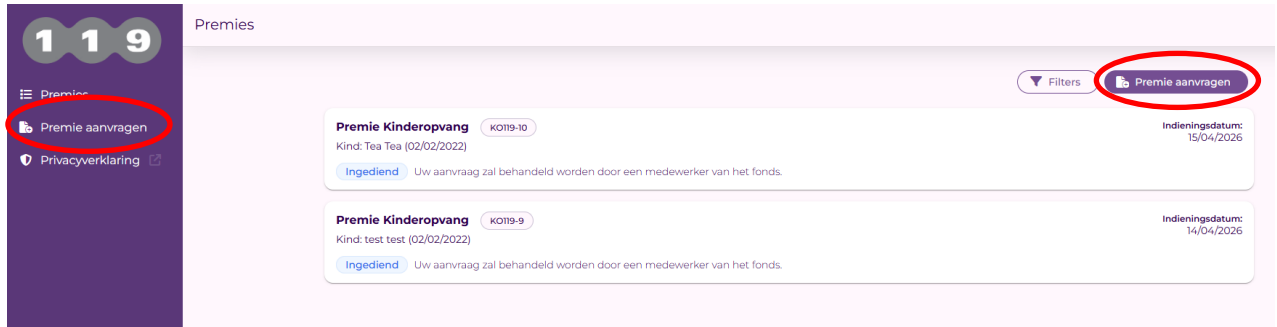 119
Premies
Premies
Premie aanvragen
Privacyverklaring
Filters
Premie aanvragen
Premie Kinderopvang KO119-10
Indieningsdatum:
15/04/2026
Kind: Tea Tea (02/02/2022)
Ingediend Uw aanvraag zal behandeld worden door een medewerker van het fonds.
Premie Kinderopvang KO119-9
Indieningsdatum:
14/04/2026
Kind: test test (02/02/2022)
Ingediend Uw aanvraag zal behandeld worden door een medewerker van het fonds.